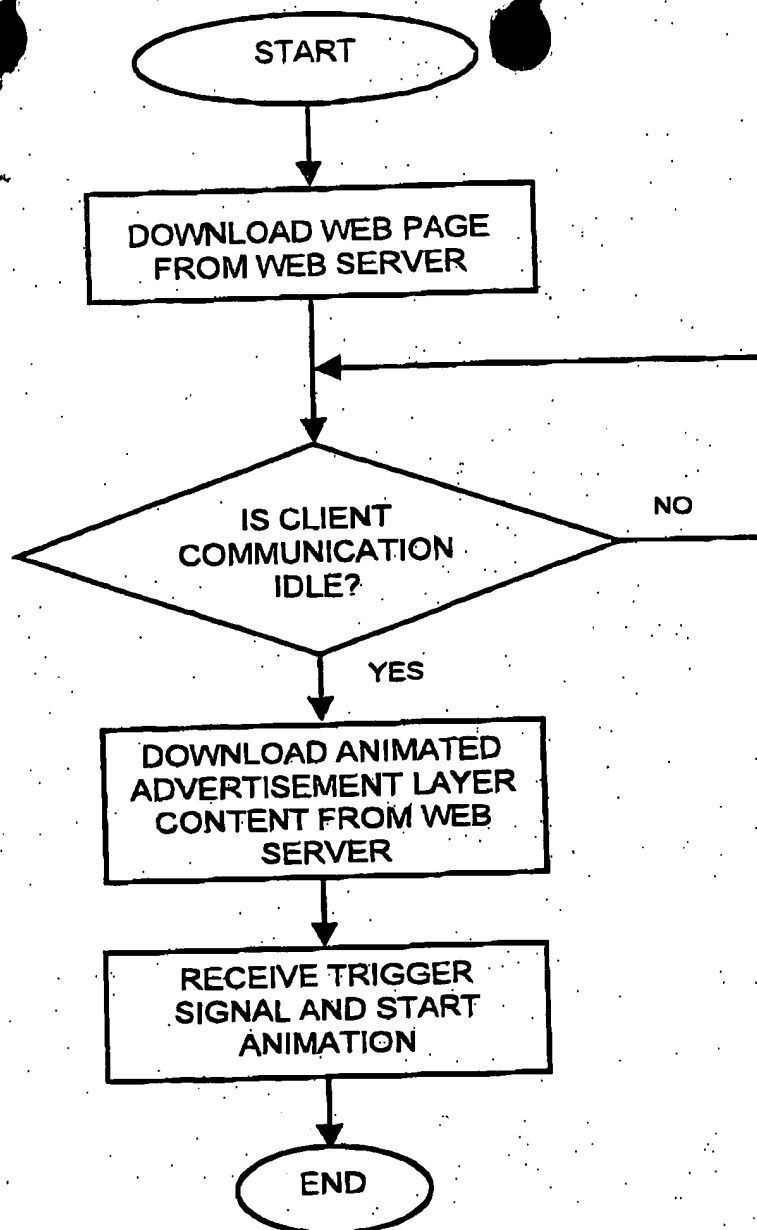 START
DOWNLOAD WEB PAGE
FROM WEB SERVER
IS CLIENT
COMMUNICATION
IDLE?
NO
YES
DOWNLOAD ANIMATED
ADVERTISEMENT LAYER
CONTENT FROM WEB
SERVER
RECEIVE TRIGGER
SIGNAL AND START
ANIMATION
END